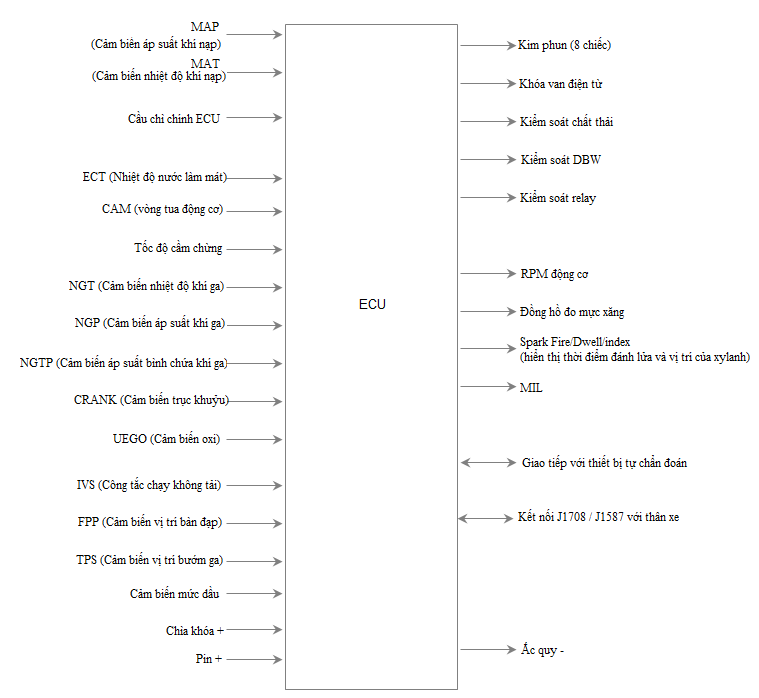 MAP
(Cảm biến áp suất khí nạp)
MAT
(Cảm biến nhiệt độ khí nạp)
Cầu chì chính ECU
ECT (Nhiệt độ nước làm mát)
CAM (vòng tua động cơ)
Tốc độ cầm chừng
NGT (Cảm biến nhiệt độ khí ga)
NGP (Cảm biến áp suất khí ga)
NGTP (Cảm biến áp suất bình chứa khí ga)
CRANK (Cảm biến trục khuỷu)
UEGO (Cảm biến oxi)
IVS (Công tắc chạy không tải)
FPP (Cảm biến vị trí bàn đạp)
TPS (Cảm biến vị trí bướm ga)
Cảm biến mức dầu
Chìa khóa +
Pin +
ECU
Kim phun (8 chiếc)
Khóa van điện từ
Kiểm soát chất thải
Kiểm soát DBW
Kiểm soát relay
RPM động cơ
Đồng hồ đo mực xăng
Spark Fire/Dwell/index
(hiển thị thời điểm đánh lửa và vị trí của xylanh)
MIL
Giao tiếp với thiết bị tự chẩn đoán
Kết nối J1708 / J1587 với thân xe
Ắc quy -